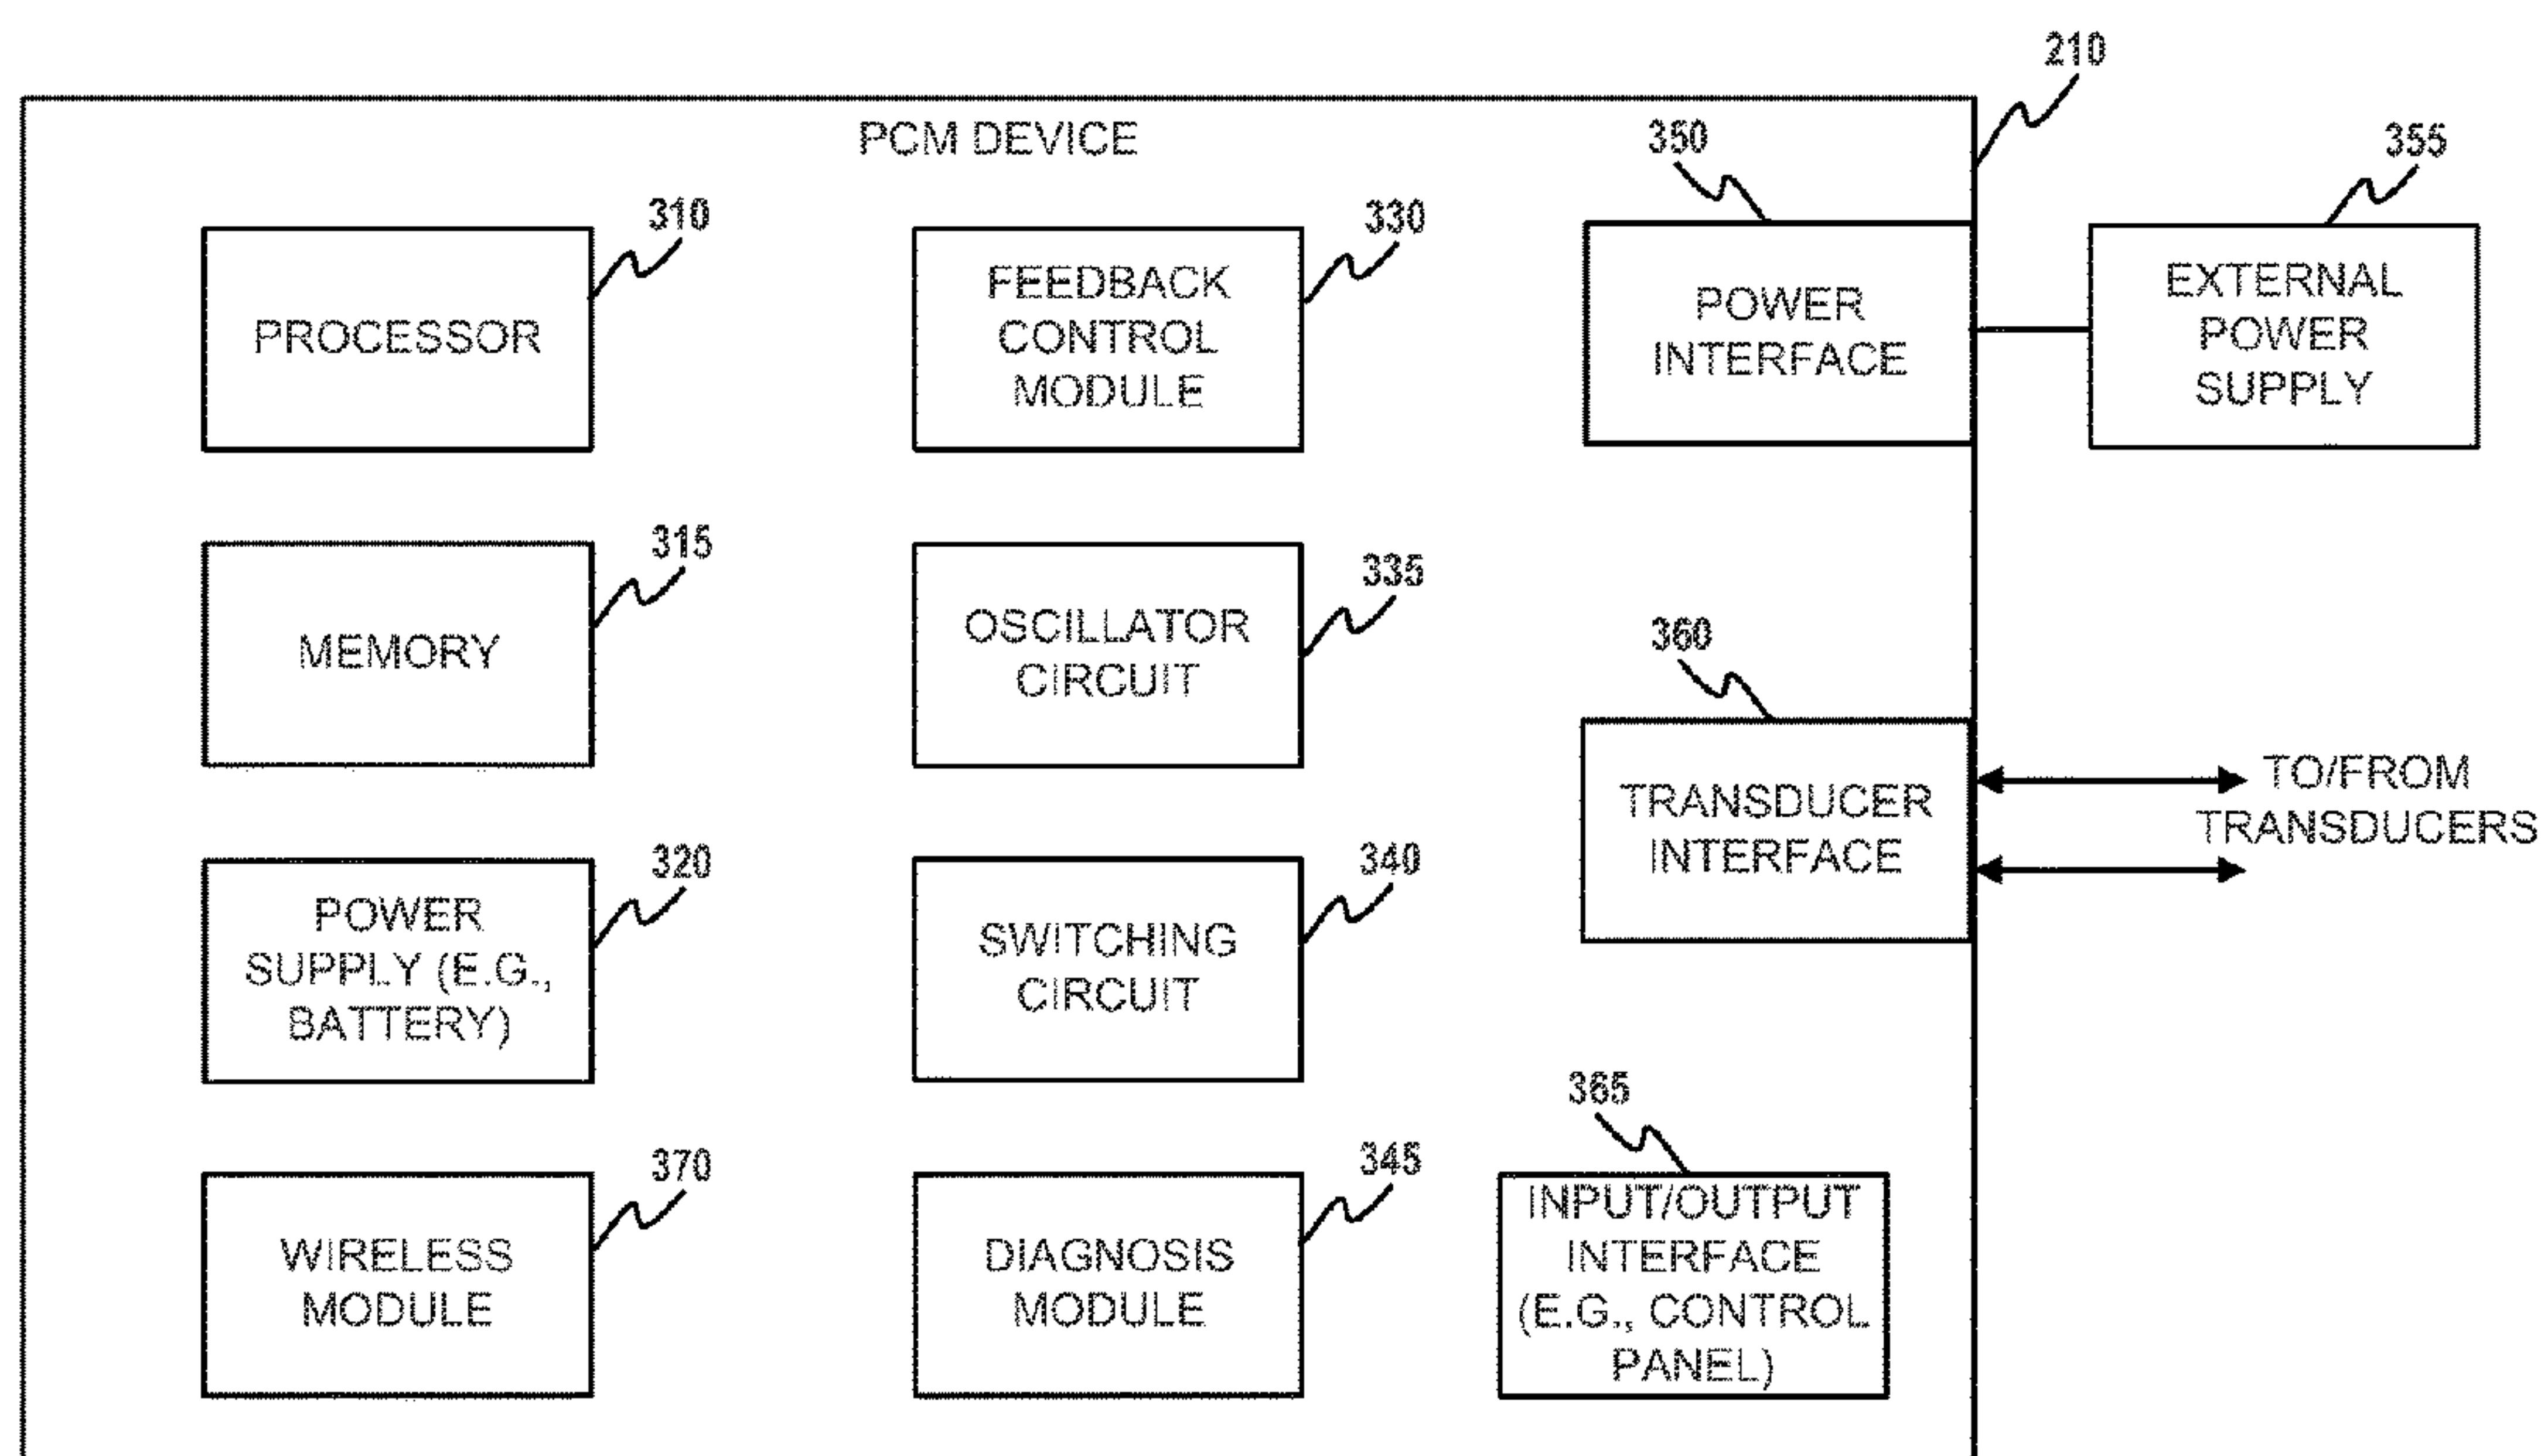 210
PCM DEVICE
350
355
310
330
PROCESSOR
FEEDBACK
CONTROL
MODULE
POWER
INTERFACE
EXTERNAL
POWER
SUPPLY
315
335
MEMORY
OSCILLATOR
CIRCUIT
360
TRANSDUCER
INTERFACE
TO/FROM
TRANSDUCERS
320
340
POWER
SUPPLY (E.G.,
BATTERY)
SWITCHING
CIRCUIT
365
370
345
WIRELESS
MODULE
DIAGNOSIS
MODULE
INPUT/OUTPUT
INTERFACE
(E.G., CONTROL
PANEL)